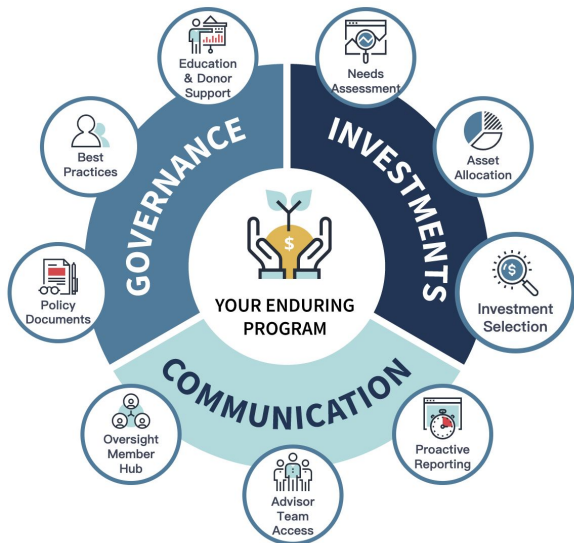 Education
& Donor
Support
Needs
Assessment
Best
Practices
Asset
Allocation
GOVERNANCE
INVESTMENTS
$
$
Policy
Documents
YOUR ENDURING
PROGRAM
Investment
Selection
COMMUNICATION
Oversight
Member
Hub
Proactive
Reporting
Advisor
Team
Access